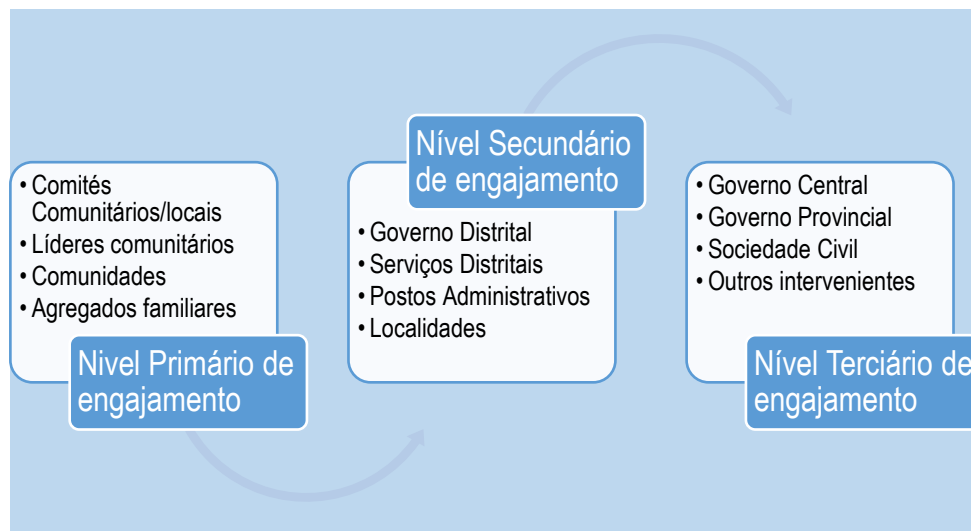 • Comités
Comunitários/locais
• Líderes comunitários
• Comunidades
• Agregados familiares
Nivel Primário de
engajamento
Nível Secundário
de engajamento
• Governo Distrital
• Serviços Distritais
• Postos Administrativos
• Localidades
• Governo Central
• Governo Provincial
• Sociedade Civil
• Outros intervenientes
Nível Terciário de
engajamento